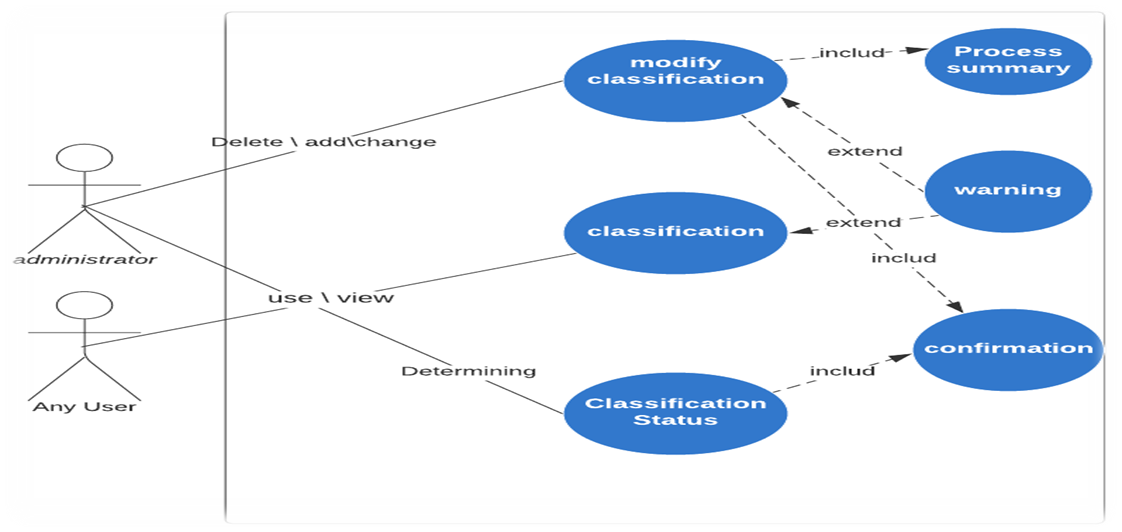 modify
classification
includ
Process
summary
Delete \ add\change
extend
warning
administrator
classification
extend
includ
use \ view
Any User
Determining
Classification
Status
includ
confirmation